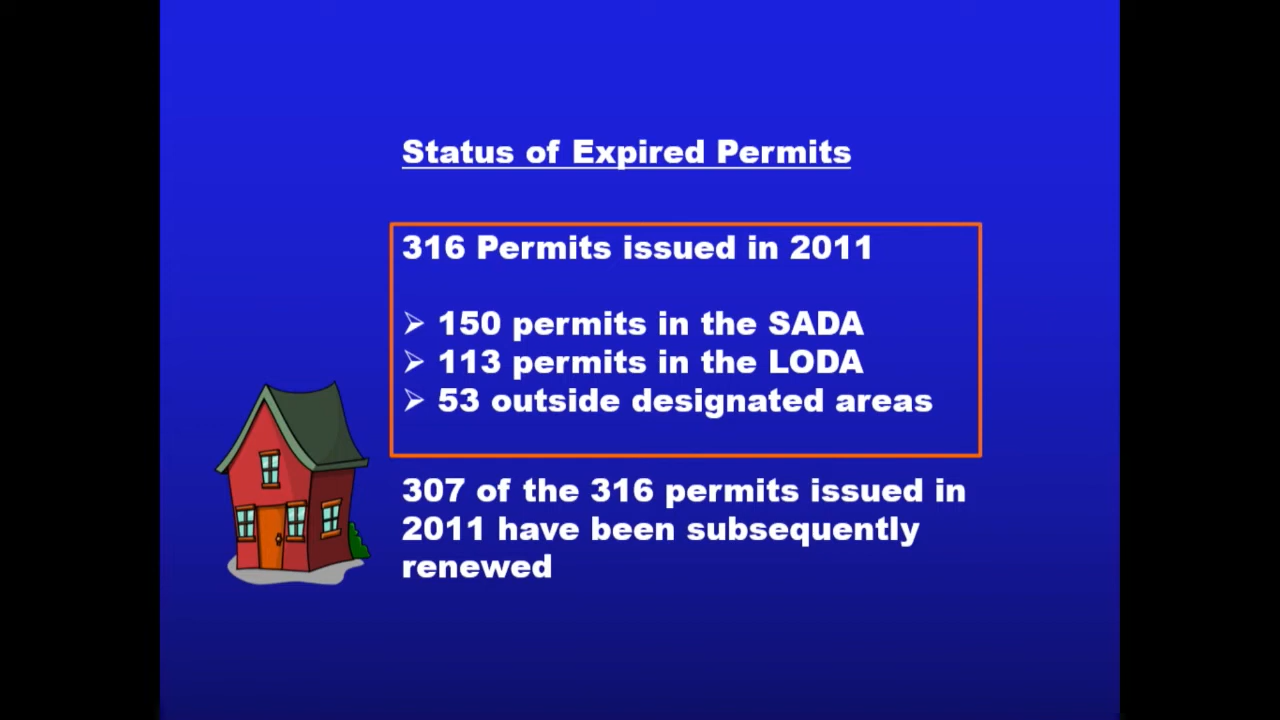 Status of Expired Permits
316 Permits issued in 2011
➢ 150 permits in the SADA
➢ 113 permits in the LODA
➢ 53 outside designated areas
307 of the 316 permits issued in
2011 have been subsequently
renewed